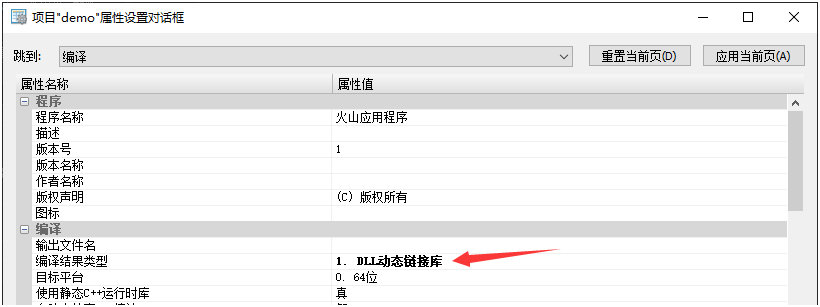 项目"demo"属性设置对话框
跳到: 编译 重置当前页(D) 应用当前页(A)
属性名称 属性值
程序
程序名称 火山应用程序
描述
版本号 1
版本名称
作者名称
版权声明 (C) 版权所有
图标
编译
输出文件名
编译结果类型 1. DLL动态链接库
目标平台 0. 64位
使用静态C++运行时库 真